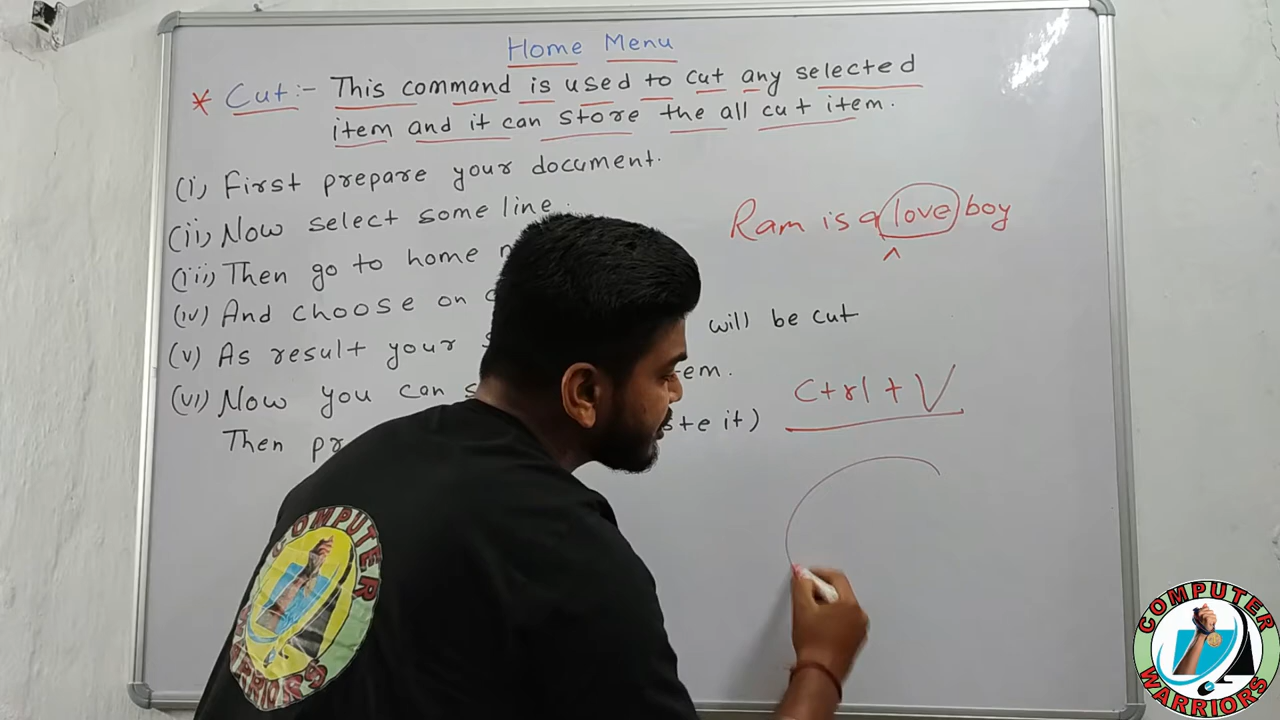 Home Menu
* Cut:- This command is used to cut any selected
item and it can store the all cut item.
(i) First prepare your document.
(ii) Now select some line.
(iii) Then go to home
(iv) And choose on
(v) As result your will be cut
(vi) Now you can
Then it)
Ram is a love boy
^
Ctrl + V
COMPUTER
WARRIORS
COMPUTER
WARRIORS